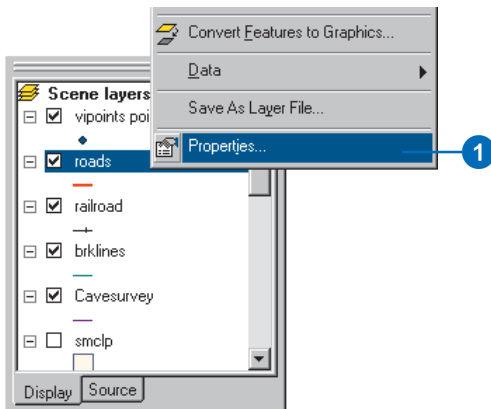 Convert Features to Graphics...
Data
Save As Layer File...
Properties...
1
Scene layers
vipoints poi
roads
railroad
brklines
Cavesurvey
smclp
Display
Source